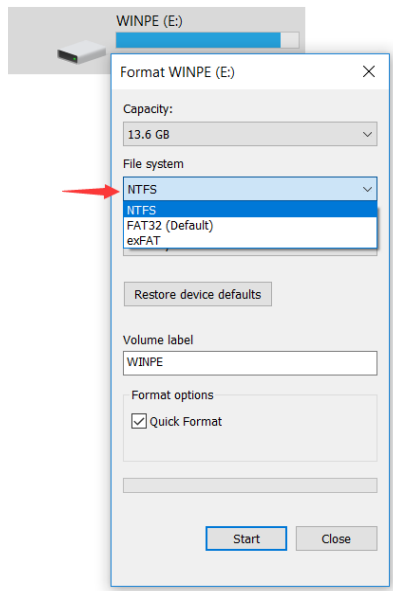 WINPE (E:)
Format WINPE (E:)
Capacity:
13.6 GB
File system
NTFS
NTFS
FAT32 (Default)
exFAT
Restore device defaults
Volume label
WINPE
Format options
Quick Format
Start
Close